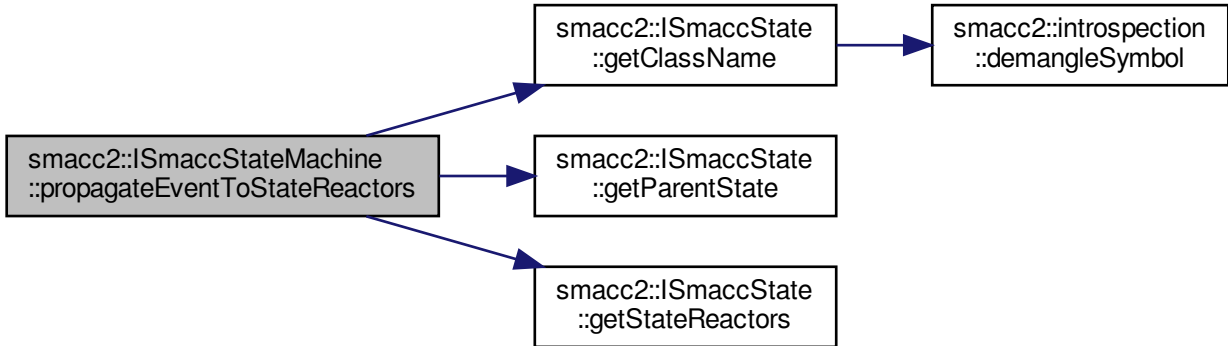 smacc2::ISmaccStateMachine
::propagateEventToStateReactors
smacc2::ISmaccState
::getClassName
smacc2::introspection
::demangleSymbol
smacc2::ISmaccState
::getParentState
smacc2::ISmaccState
::getStateReactors